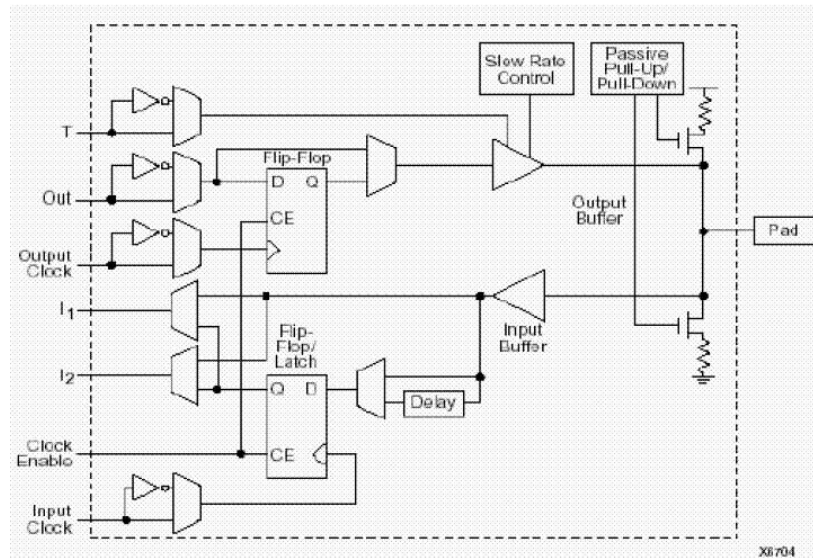 Slew Rate
Control
Passive
Pull-Up/
Pull-Down
T
Flip-Flop
Out
D Q
CE
Output
Buffer
Output
Clock
Pad
I1
Flip-
Flop/
Latch
Input
Buffer
I2
Q D
Delay
Clock
Enable
CE
Input
Clock
X6704